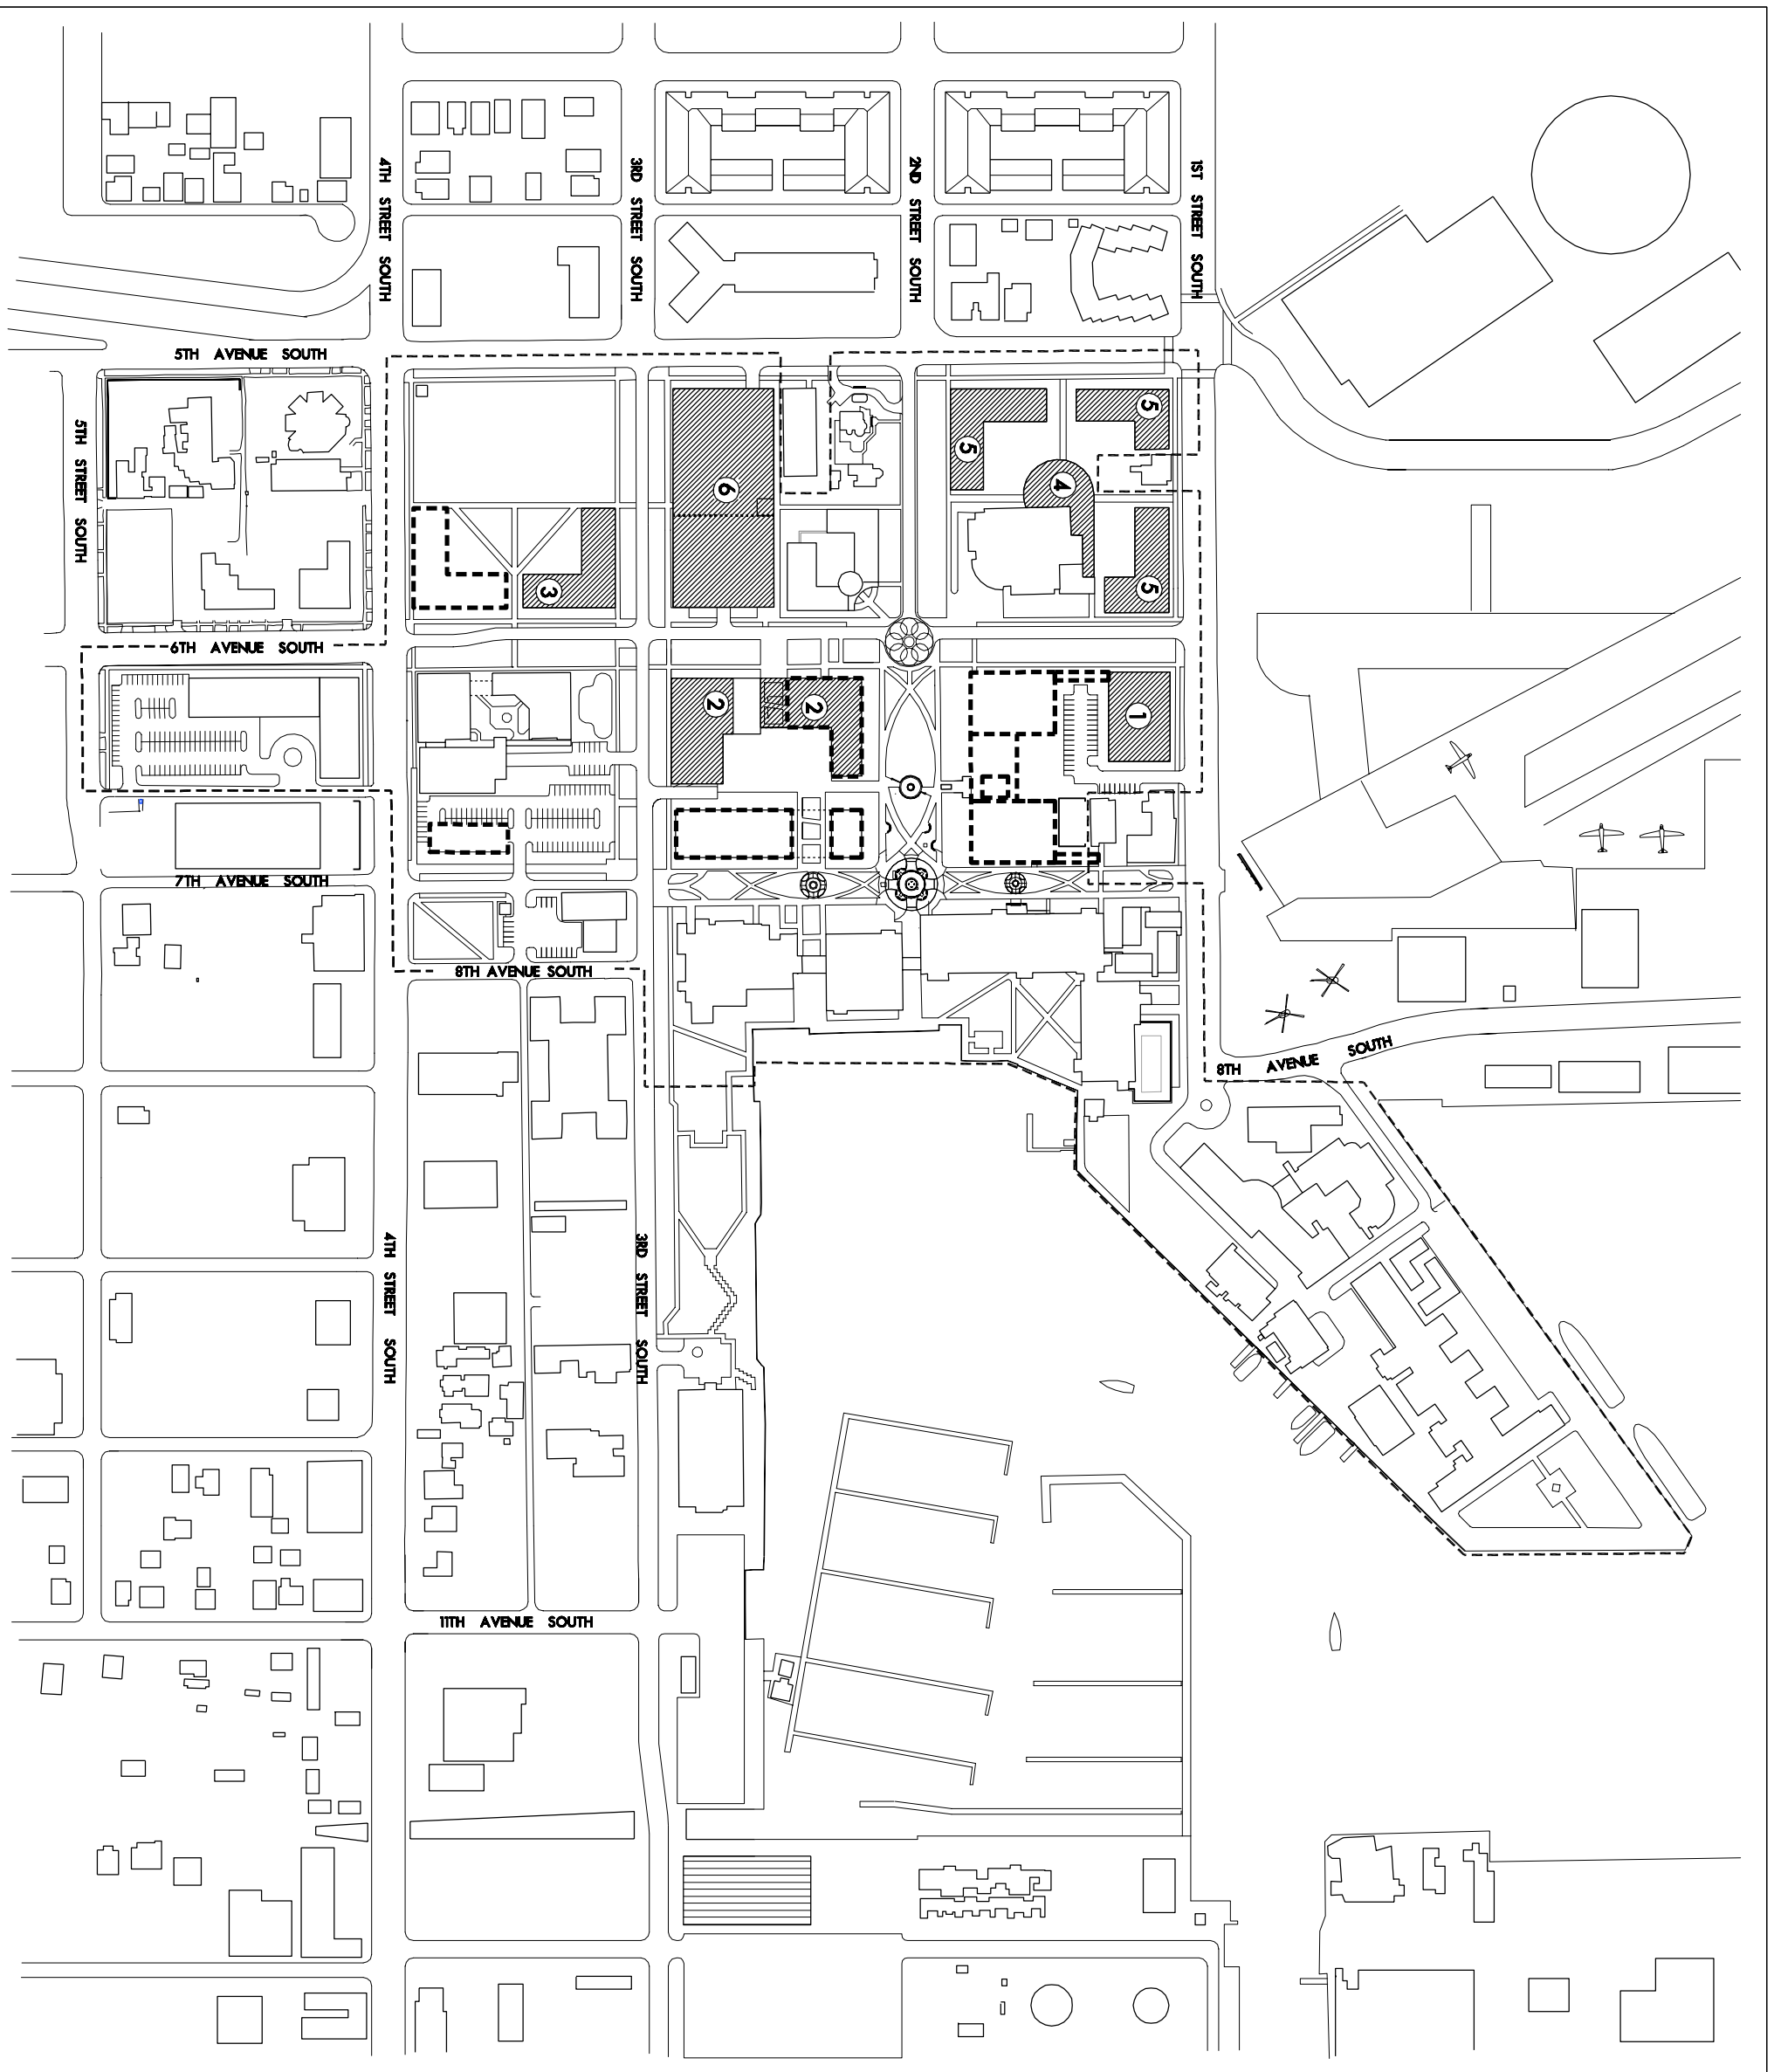 4TH STREET SOUTH
3RD STREET SOUTH
2ND STREET SOUTH
1ST STREET SOUTH
5TH AVENUE SOUTH
5TH STREET SOUTH
5
5
6
4
3
5
6TH AVENUE SOUTH
2
2
1
7TH AVENUE SOUTH
8TH AVENUE SOUTH
8TH AVENUE SOUTH
4TH STREET SOUTH
3RD STREET SOUTH
11TH AVENUE SOUTH